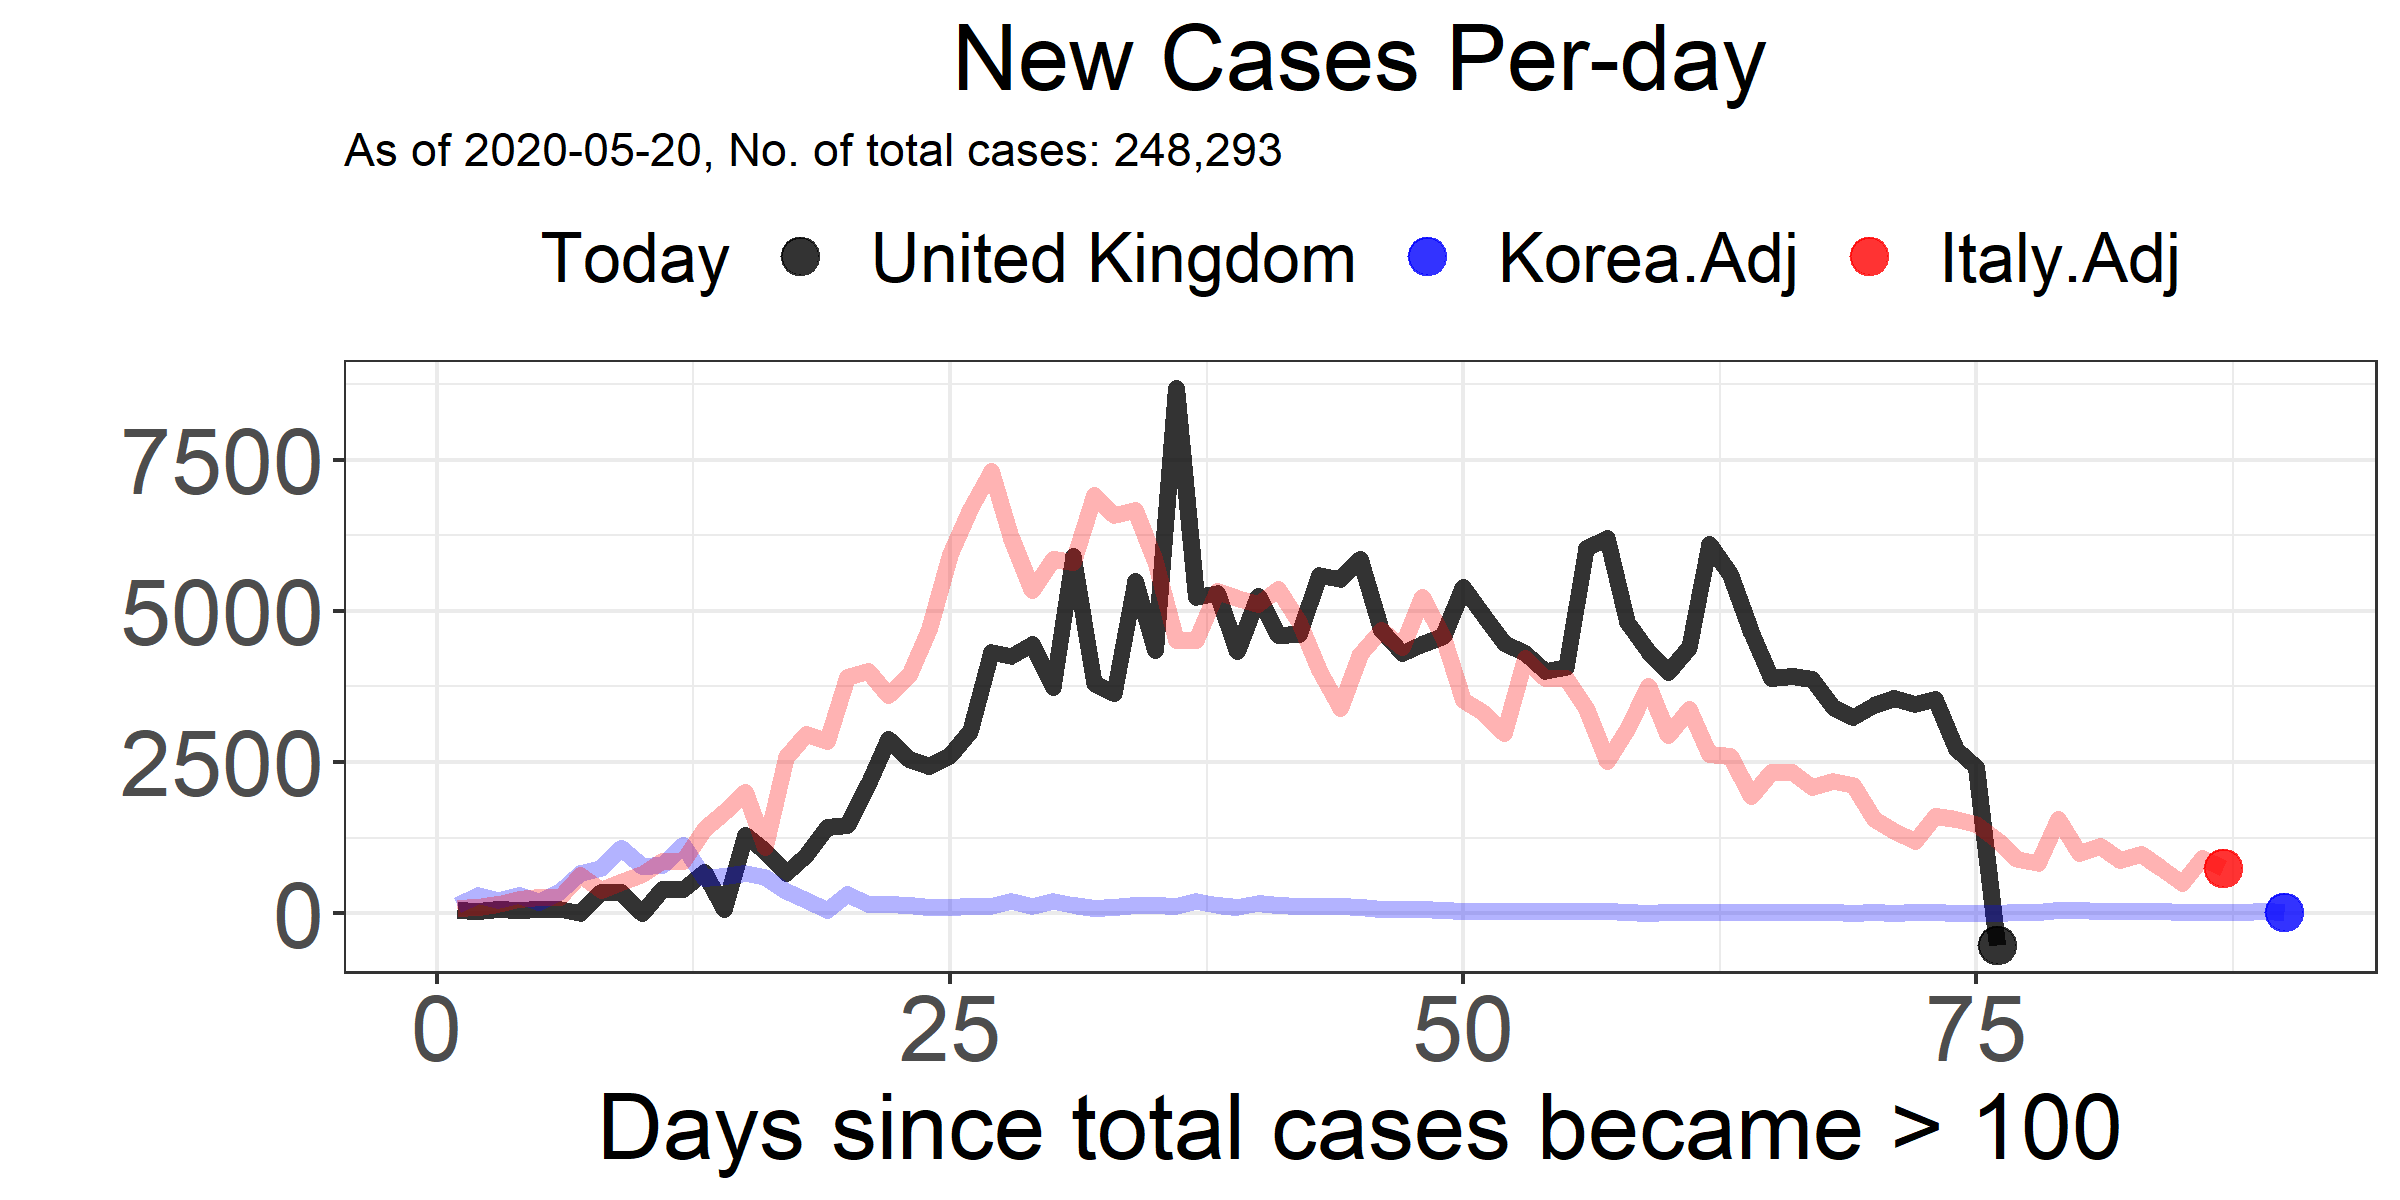 New Cases Per-day
As of 2020-05-20, No. of total cases: 248,293
Today United Kingdom Korea.Adj Italy.Adj
7500
5000
2500
0
0 25 50 75
Days since total cases became > 100